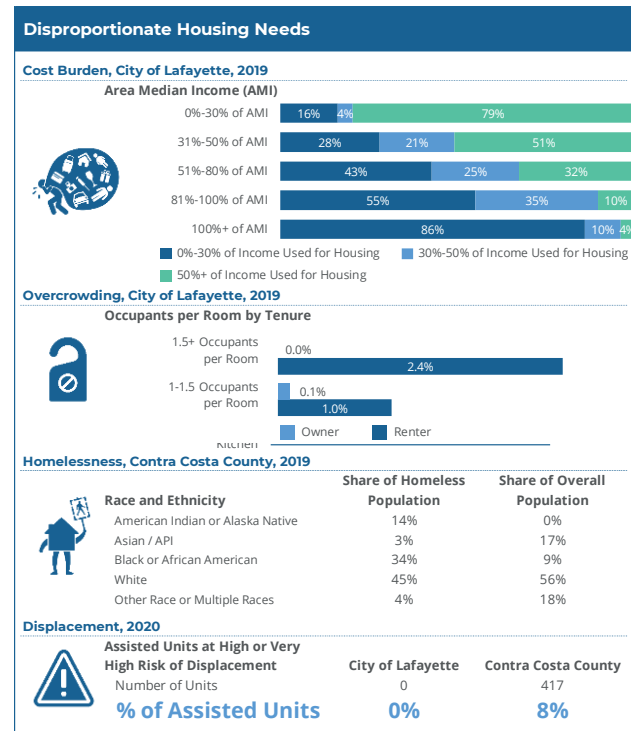 Disproportionate Housing Needs
Cost Burden, City of Lafayette, 2019
Area Median Income (AMI)
0%-30% of AMI 16% 4% 79%
31%-50% of AMI 28% 21% 51%
51%-80% of AMI 43% 25% 32%
81%-100% of AMI 55% 35% 10%
100%+ of AMI 86% 10% 4%
0%-30% of Income Used for Housing 30%-50% of Income Used for Housing
50%+ of Income Used for Housing
Overcrowding, City of Lafayette, 2019
Occupants per Room by Tenure
1.5+ Occupants
per Room
0.0%
2.4%
1-1.5 Occupants
per Room
0.1%
1.0%
Owner Renter
Kitchen
Homelessness, Contra Costa County, 2019
Race and Ethnicity Share of Homeless Population Share of Overall Population
American Indian or Alaska Native 14% 0%
Asian / API 3% 17%
Black or African American 34% 9%
White 45% 56%
Other Race or Multiple Races 4% 18%
Displacement, 2020
Assisted Units at High or Very
High Risk of Displacement City of Lafayette Contra Costa County
Number of Units 0 417
% of Assisted Units 0% 8%